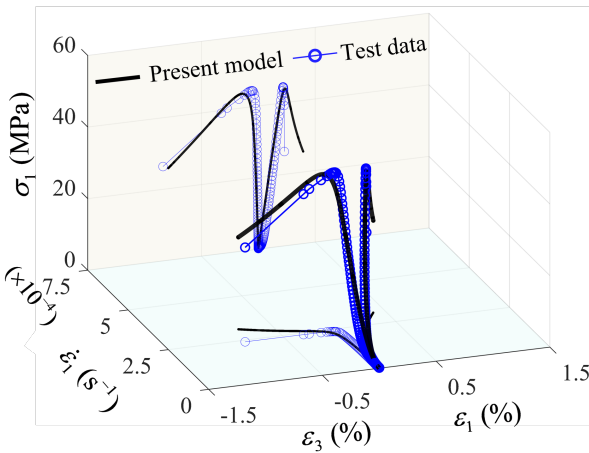 60
Present model
Test data
40
σ₁ (MPa)
20
0
7.5
(×10⁻⁴)
5
ε̇₁ (s⁻¹)
2.5
0
-1.5
-0.5
0.5
1.5
ε₃ (%)
ε₁ (%)